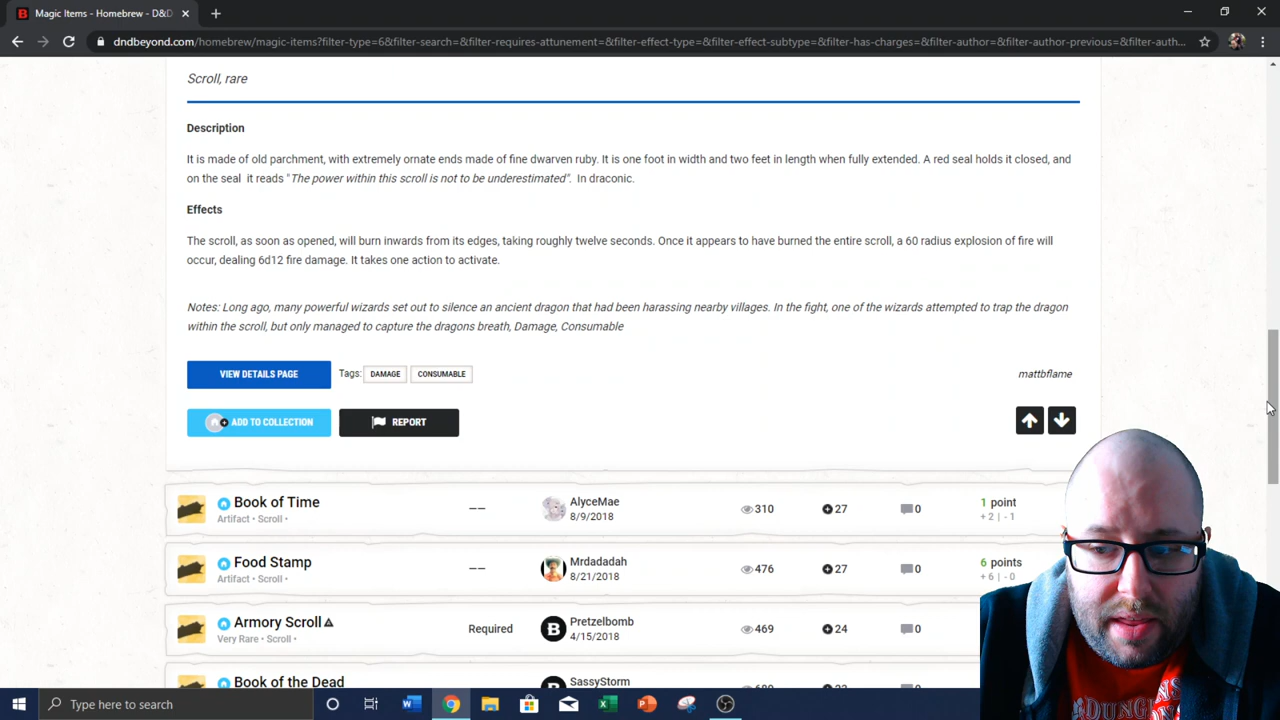 Magic Items - Homebrew - D&D
dndbeyond.com/homebrew/magic-items?filter-type=6&filter-search=&filter-requires-attunement=&filter-effect-type=&filter-effect-subtype=&filter-has-charges=&filter-author=&filter-author-previous=&filter-auth...
Scroll, rare
Description
It is made of old parchment, with extremely ornate ends made of fine dwarven ruby. It is one foot in width and two feet in length when fully extended. A red seal holds it closed, and
on the seal it reads "The power within this scroll is not to be underestimated". In draconic.
Effects
The scroll, as soon as opened, will burn inwards from its edges, taking roughly twelve seconds. Once it appears to have burned the entire scroll, a 60 radius explosion of fire will
occur, dealing 6d12 fire damage. It takes one action to activate.
Notes: Long ago, many powerful wizards set out to silence an ancient dragon that had been harassing nearby villages. In the fight, one of the wizards attempted to trap the dragon
within the scroll, but only managed to capture the dragons breath, Damage, Consumable
VIEW DETAILS PAGE Tags: DAMAGE CONSUMABLE mattbflame
ADD TO COLLECTION REPORT
Book of Time -- AlyceMae 310 27 0 1 point
Artifact • Scroll • 8/9/2018 + 2 | - 1
Food Stamp -- Mrdadadah 476 27 0 6 points
Artifact • Scroll • 8/21/2018 + 6 | - 0
Armory Scroll Required Pretzelbomb 469 24 0
Very Rare • Scroll • 4/15/2018
Book of the Dead SassyStorm
Type here to search